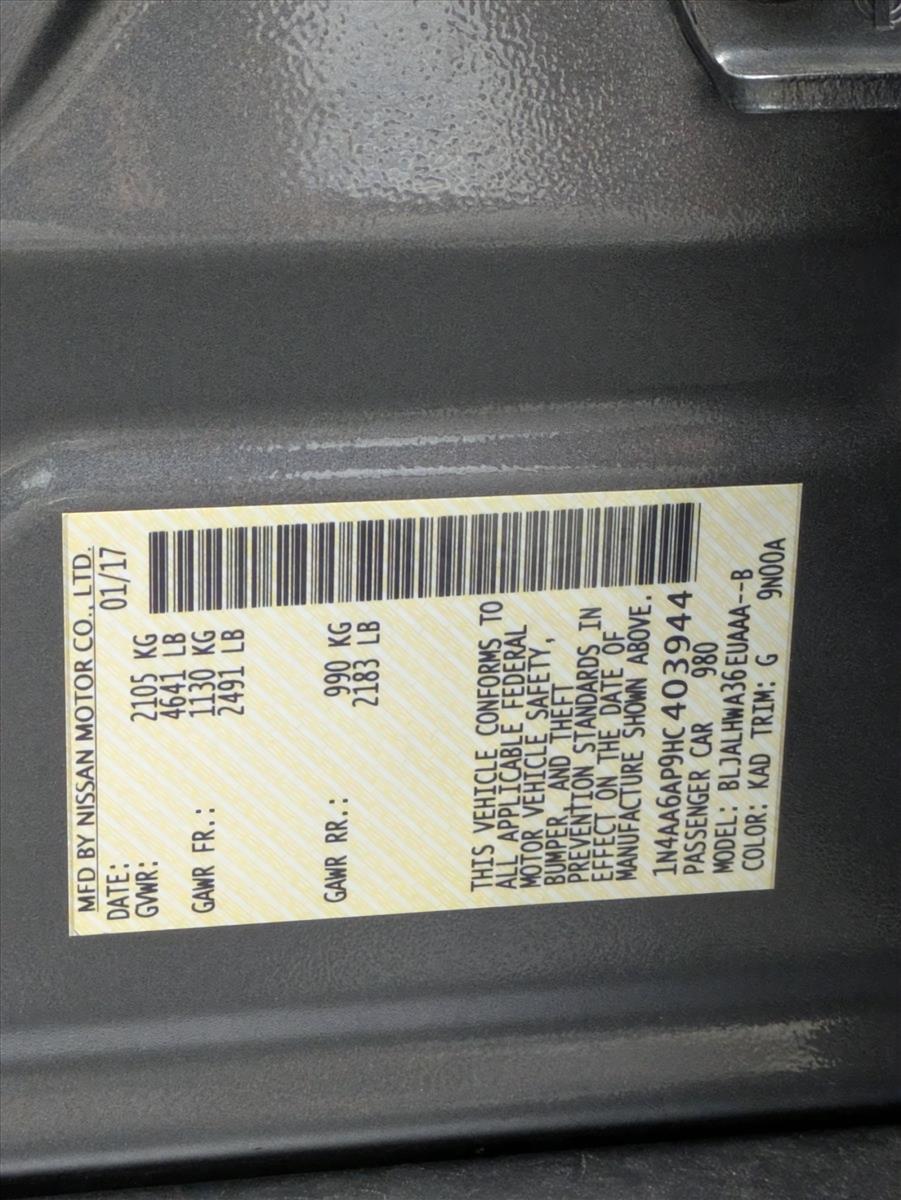 MFD BY NISSAN MOTOR CO., LTD.
DATE: 01/17
GVWR: 2105 KG
4641 LB
GAWR FR.: 1130 KG
2491 LB
GAWR RR.: 990 KG
2183 LB
THIS VEHICLE CONFORMS TO
ALL APPLICABLE FEDERAL
MOTOR VEHICLE SAFETY,
BUMPER, AND THEFT
PREVENTION STANDARDS IN
EFFECT ON THE DATE OF
MANUFACTURE SHOWN ABOVE.
1N4AA6AP9HC403944
PASSENGER CAR 980
MODEL: BLJALHWA36EUAAA--B
COLOR: KAD TRIM: G 9N00A